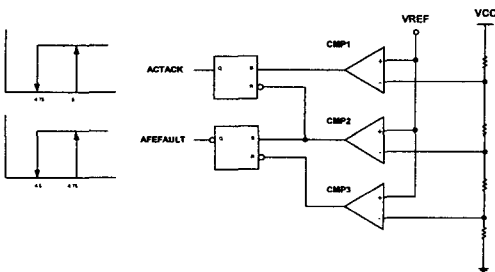 VCC
VREF
CMP1
ACTACK
Q
S
R
+
-
4.75
5
CMP2
AFEFAULT
Q
S
R
+
-
4.5
4.75
CMP3
+
-